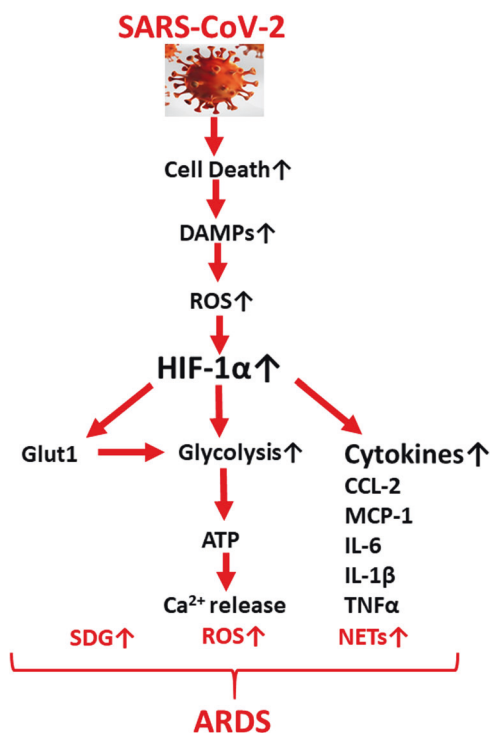 SARS-CoV-2
Cell Death↑
DAMPs↑
ROS↑
HIF-1α↑
Glut1 Glycolysis↑ Cytokines↑
CCL-2
MCP-1
ATP IL-6
IL-1β
Ca²⁺ release TNFα
SDG↑ ROS↑ NETs↑
ARDS